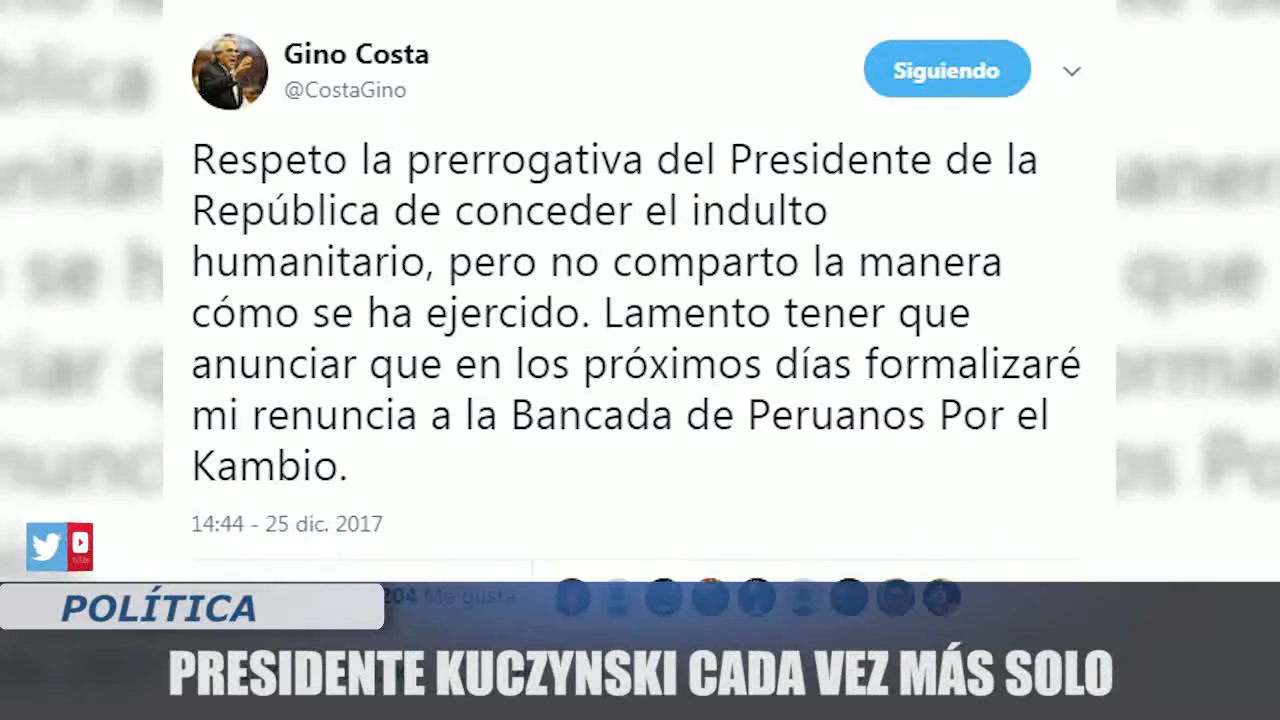 Gino Costa
@CostaGino
Siguiendo
Respeto la prerrogativa del Presidente de la
República de conceder el indulto
humanitario, pero no comparto la manera
cómo se ha ejercido. Lamento tener que
anunciar que en los próximos días formalizaré
mi renuncia a la Bancada de Peruanos Por el
Kambio.
14:44 - 25 dic. 2017
204 Me gusta
POLÍTICA
PRESIDENTE KUCZYNSKI CADA VEZ MÁS SOLO